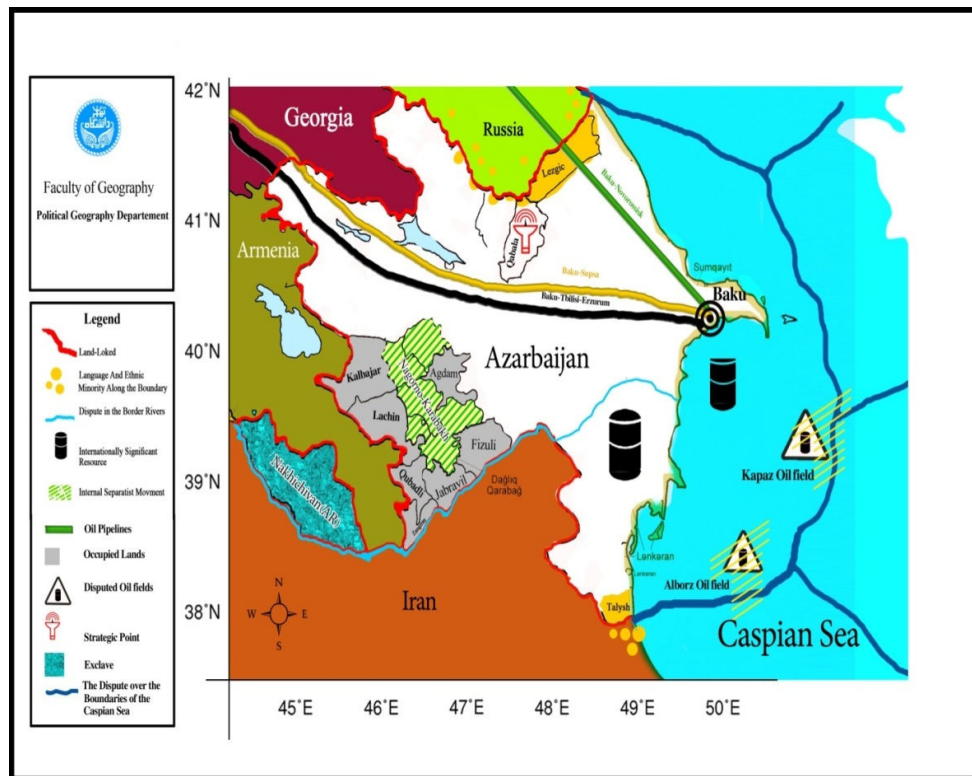 Faculty of Geography
Political Geography Departement
Legend
Land-Loked
Language And Ethnic
Minority Along the Boundary
Dispute in the Border Rivers
Internationally Significant
Resource
Internal Separatist Movment
Oil Pipelines
Occupied Lands
Disputed Oil fields
Strategic Point
Exclave
The Dispute over the
Boundaries of the
Caspian Sea
42°N
41°N
40°N
39°N
38°N
45°E
46°E
47°E
48°E
49°E
50°E
Georgia
Russia
Lezgic
Armenia
Qabala
Baku-Novorossisk
Baku-Supsa
Baku-Tbilisi-Erzurum
Sumqayıt
Baku
Azarbaijan
Kalbajar
Agdam
Nagorno-Karabakh
Lachin
Fizuli
Qubadli
Jabrayil
Dağlıq
Qarabağ
Nakhichivan(AR)
Kapaz Oil field
Lənkəran
Alborz Oil field
Talysh
Iran
Caspian Sea
N
W
E
S